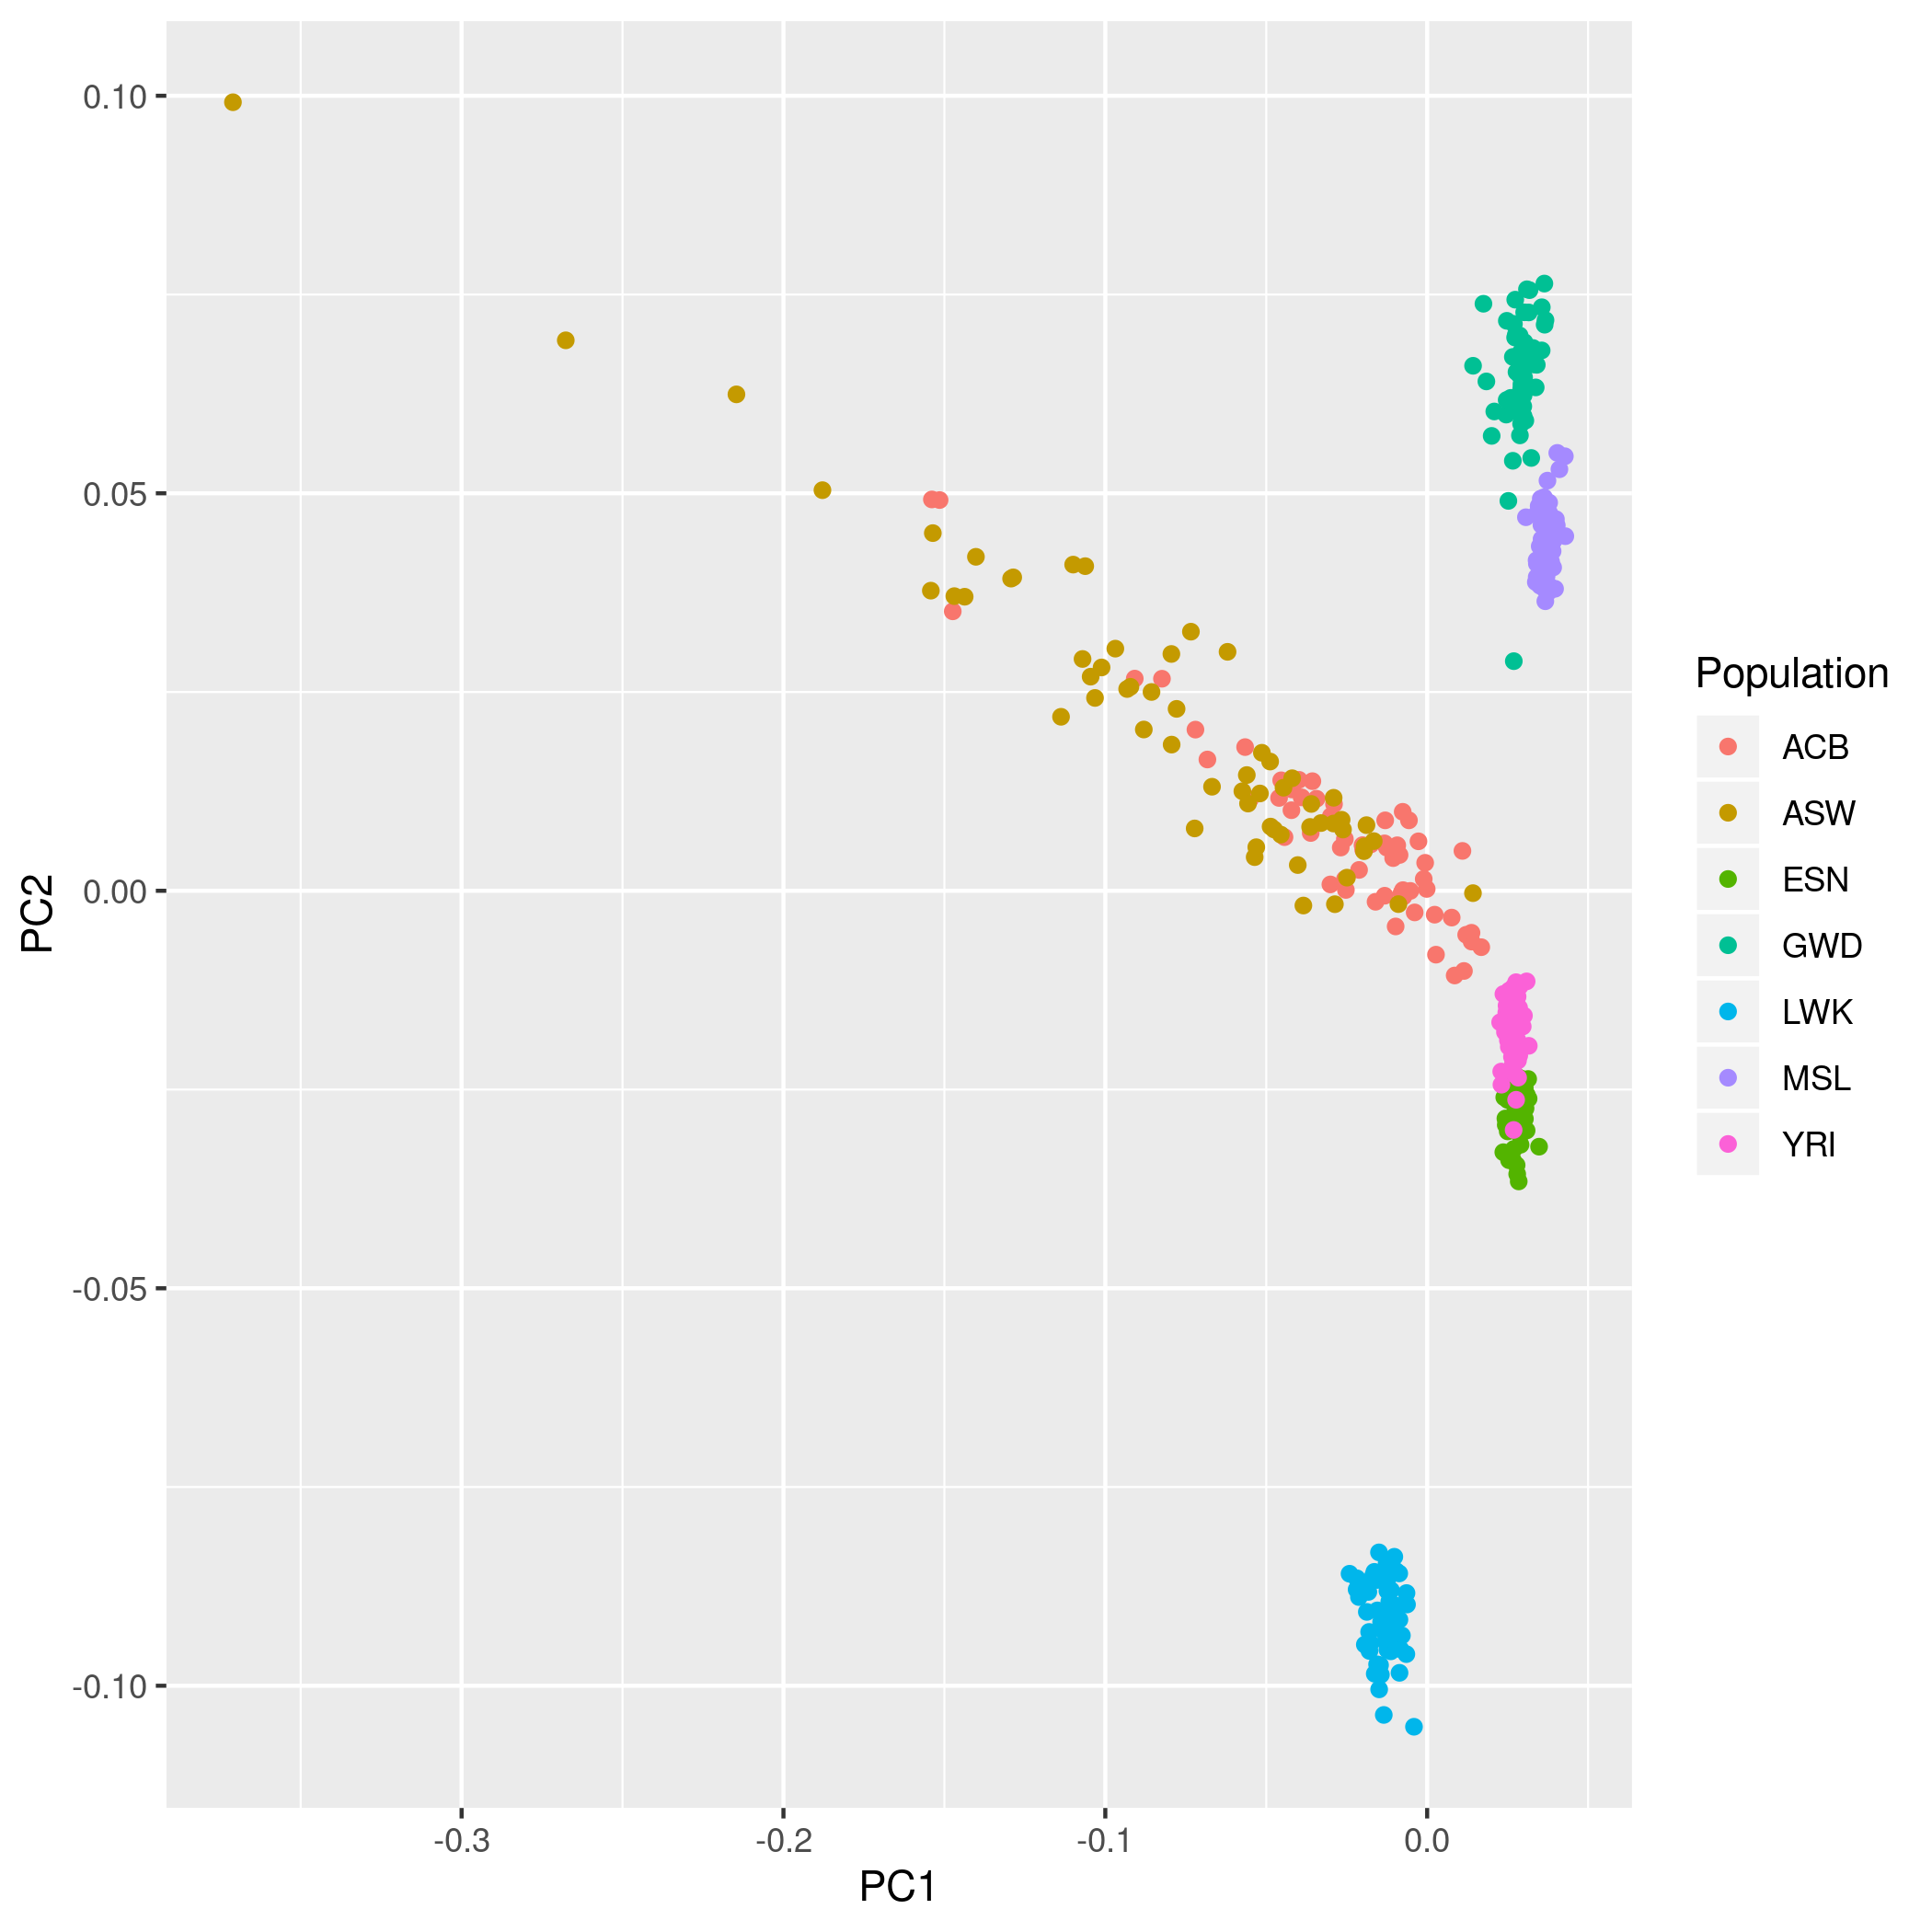 0.10
0.05
0.00
-0.05
-0.10
PC2
-0.3
-0.2
-0.1
0.0
PC1
Population
ACB
ASW
ESN
GWD
LWK
MSL
YRI